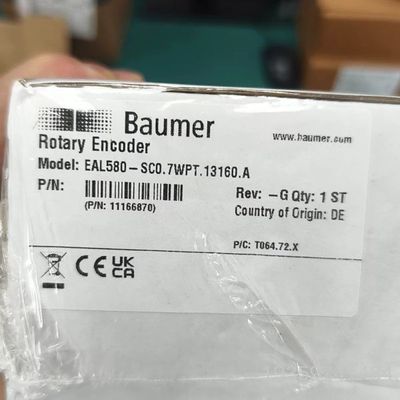 Baumer
www.baumer.com
Rotary Encoder
Model: EAL580-SC0.7WPT.13160.A
P/N:
Rev: -G Qty: 1 ST
(P/N: 11166870)
Country of Origin: DE
P/C: T064.72.X
CE UK CA